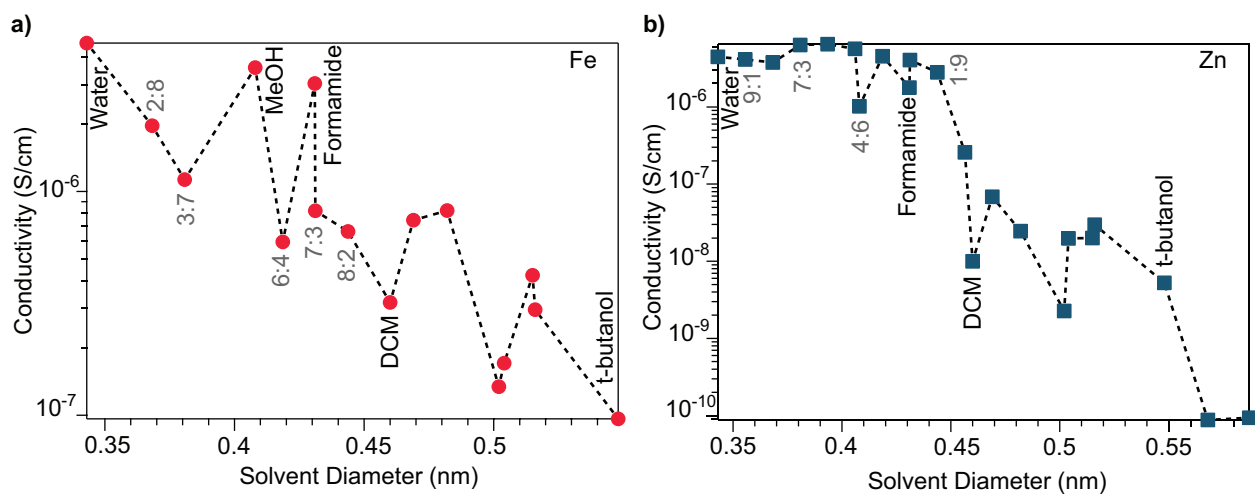 a)
Fe
Conductivity (S/cm)
10-6
10-7
Water
2:8
3:7
MeOH
6:4
Formamide
7:3
8:2
DCM
t-butanol
0.35
0.4
0.45
0.5
Solvent Diameter (nm)
b)
Zn
Conductivity (S/cm)
10-6
10-7
10-8
10-9
10-10
Water
9:1
7:3
4:6
Formamide
1:9
DCM
t-butanol
0.35
0.4
0.45
0.5
0.55
Solvent Diameter (nm)